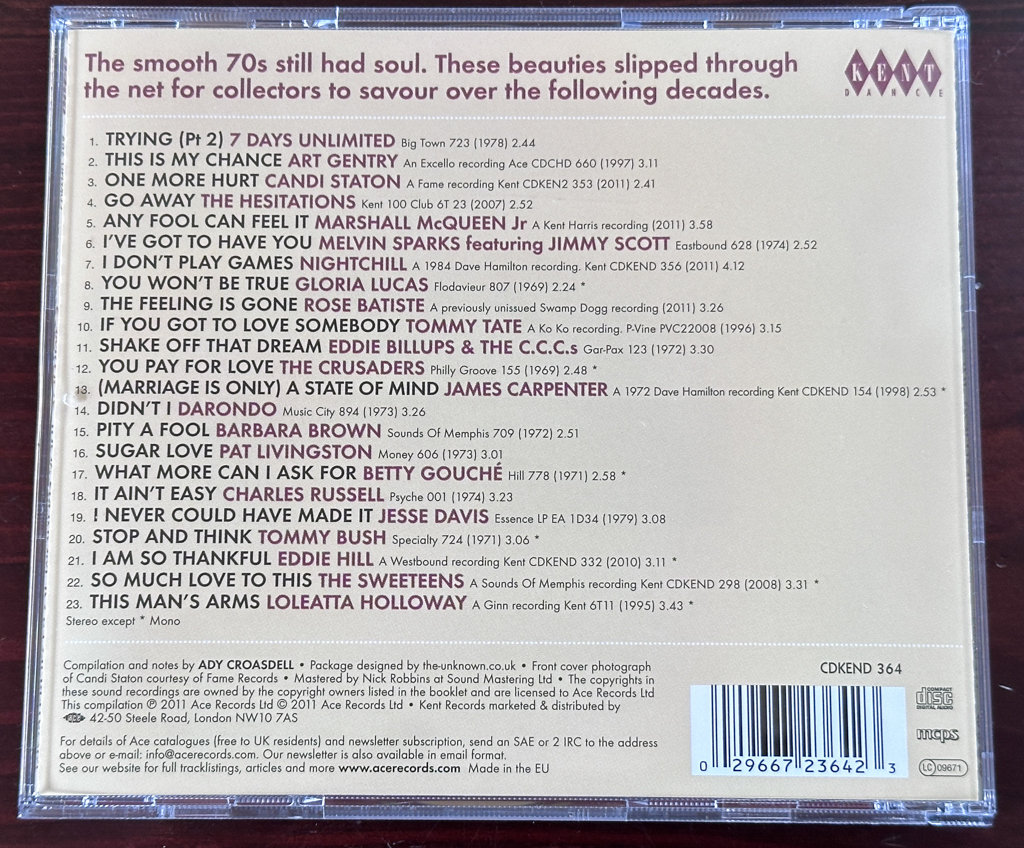 The smooth 70s still had soul. These beauties slipped through
the net for collectors to savour over the following decades.
KENT
DANCE
1. TRYING (Pt 2) 7 DAYS UNLIMITED Big Town 723 (1978) 2.44
2. THIS IS MY CHANCE ART GENTRY An Excello recording Ace CDCHD 660 (1997) 3.11
3. ONE MORE HURT CANDI STATON A Fame recording Kent CDKEN2 353 (2011) 2.41
4. GO AWAY THE HESITATIONS Kent 100 Club 6T 23 (2007) 2.52
5. ANY FOOL CAN FEEL IT MARSHALL McQUEEN Jr A Kent Harris recording (2011) 3.58
6. I'VE GOT TO HAVE YOU MELVIN SPARKS featuring JIMMY SCOTT Eastbound 628 (1974) 2.52
7. I DON'T PLAY GAMES NIGHTCHILL A 1984 Dave Hamilton recording. Kent CDKEND 356 (2011) 4.12
8. YOU WON'T BE TRUE GLORIA LUCAS Flodavieur 807 (1969) 2.24 *
9. THE FEELING IS GONE ROSE BATISTE A previously unissued Swamp Dogg recording (2011) 3.26
10. IF YOU GOT TO LOVE SOMEBODY TOMMY TATE A Ko Ko recording. P-Vine PVC22008 (1996) 3.15
11. SHAKE OFF THAT DREAM EDDIE BILLUPS & THE C.C.C.s Gar-Pax 123 (1972) 3.30
12. YOU PAY FOR LOVE THE CRUSADERS Philly Groove 155 (1969) 2.48 *
13. (MARRIAGE IS ONLY) A STATE OF MIND JAMES CARPENTER A 1972 Dave Hamilton recording Kent CDKEND 154 (1998) 2.53 *
14. DIDN'T I DARONDO Music City 894 (1973) 3.26
15. PITY A FOOL BARBARA BROWN Sounds Of Memphis 709 (1972) 2.51
16. SUGAR LOVE PAT LIVINGSTON Money 606 (1973) 3.01
17. WHAT MORE CAN I ASK FOR BETTY GOUCHÉ Hill 778 (1971) 2.58 *
18. IT AIN'T EASY CHARLES RUSSELL Psyche 001 (1974) 3.23
19. I NEVER COULD HAVE MADE IT JESSE DAVIS Essence LP EA 1D34 (1979) 3.08
20. STOP AND THINK TOMMY BUSH Specialty 724 (1971) 3.06 *
21. I AM SO THANKFUL EDDIE HILL A Westbound recording Kent CDKEND 332 (2010) 3.11 *
22. SO MUCH LOVE TO THIS THE SWEETEENS A Sounds Of Memphis recording Kent CDKEND 298 (2008) 3.31 *
23. THIS MAN'S ARMS LOLEATTA HOLLOWAY A Ginn recording Kent 6T11 (1995) 3.43 *
Stereo except * Mono
Compilation and notes by ADY CROASDELL • Package designed by the-unknown.co.uk • Front cover photograph
of Candi Staton courtesy of Fame Records • Mastered by Nick Robbins at Sound Mastering Ltd • The copyrights in
these sound recordings are owned by the copyright owners listed in the booklet and are licensed to Ace Records Ltd
This compilation ℗ 2011 Ace Records Ltd © 2011 Ace Records Ltd • Kent Records marketed & distributed by
ACE 42-50 Steele Road, London NW10 7AS
For details of Ace catalogues (free to UK residents) and newsletter subscription, send an SAE or 2 IRC to the address
above or e-mail: info@acerecords.com. Our newsletter is also available in email format.
See our website for full tracklistings, articles and more www.acerecords.com Made in the EU
CDKEND 364
0 29667 23642 3
COMPACT
disc
DIGITAL AUDIO
mcps
LC 09671